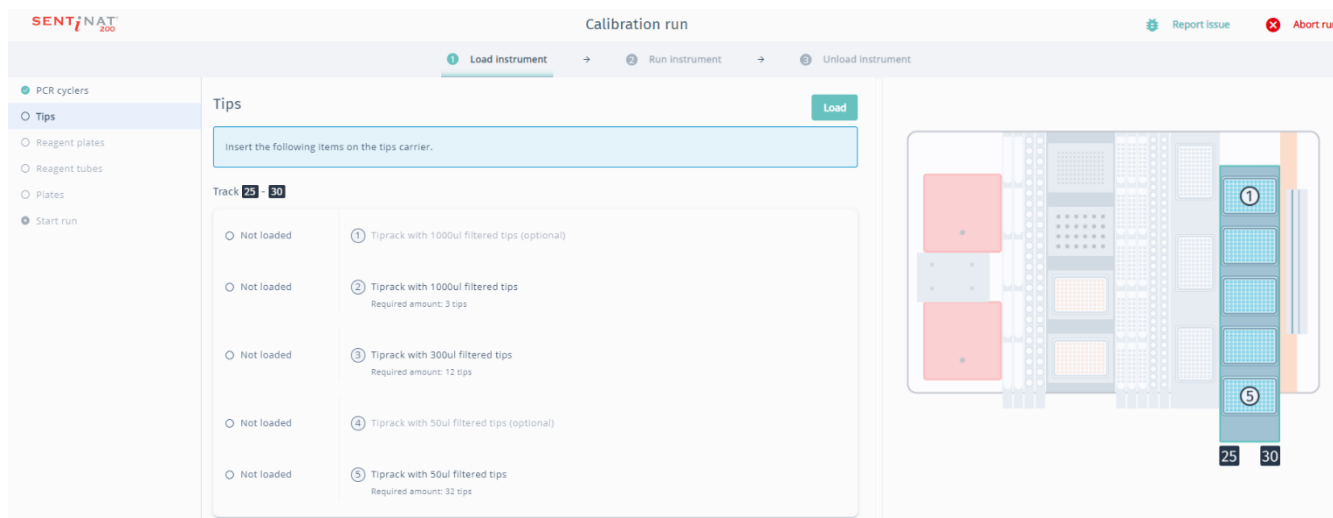 SENTiNAT 200
Calibration run
Report issue
Abort run
1 Load instrument → 2 Run instrument → 3 Unload instrument
PCR cyclers
Tips
Reagent plates
Reagent tubes
Plates
Start run
Tips
Load
Insert the following items on the tips carrier.
Track 25 - 30
Not loaded 1 Tiprack with 1000ul filtered tips (optional)
Not loaded 2 Tiprack with 1000ul filtered tips
Required amount: 3 tips
Not loaded 3 Tiprack with 300ul filtered tips
Required amount: 12 tips
Not loaded 4 Tiprack with 50ul filtered tips (optional)
Not loaded 5 Tiprack with 50ul filtered tips
Required amount: 32 tips
1
5
25 30